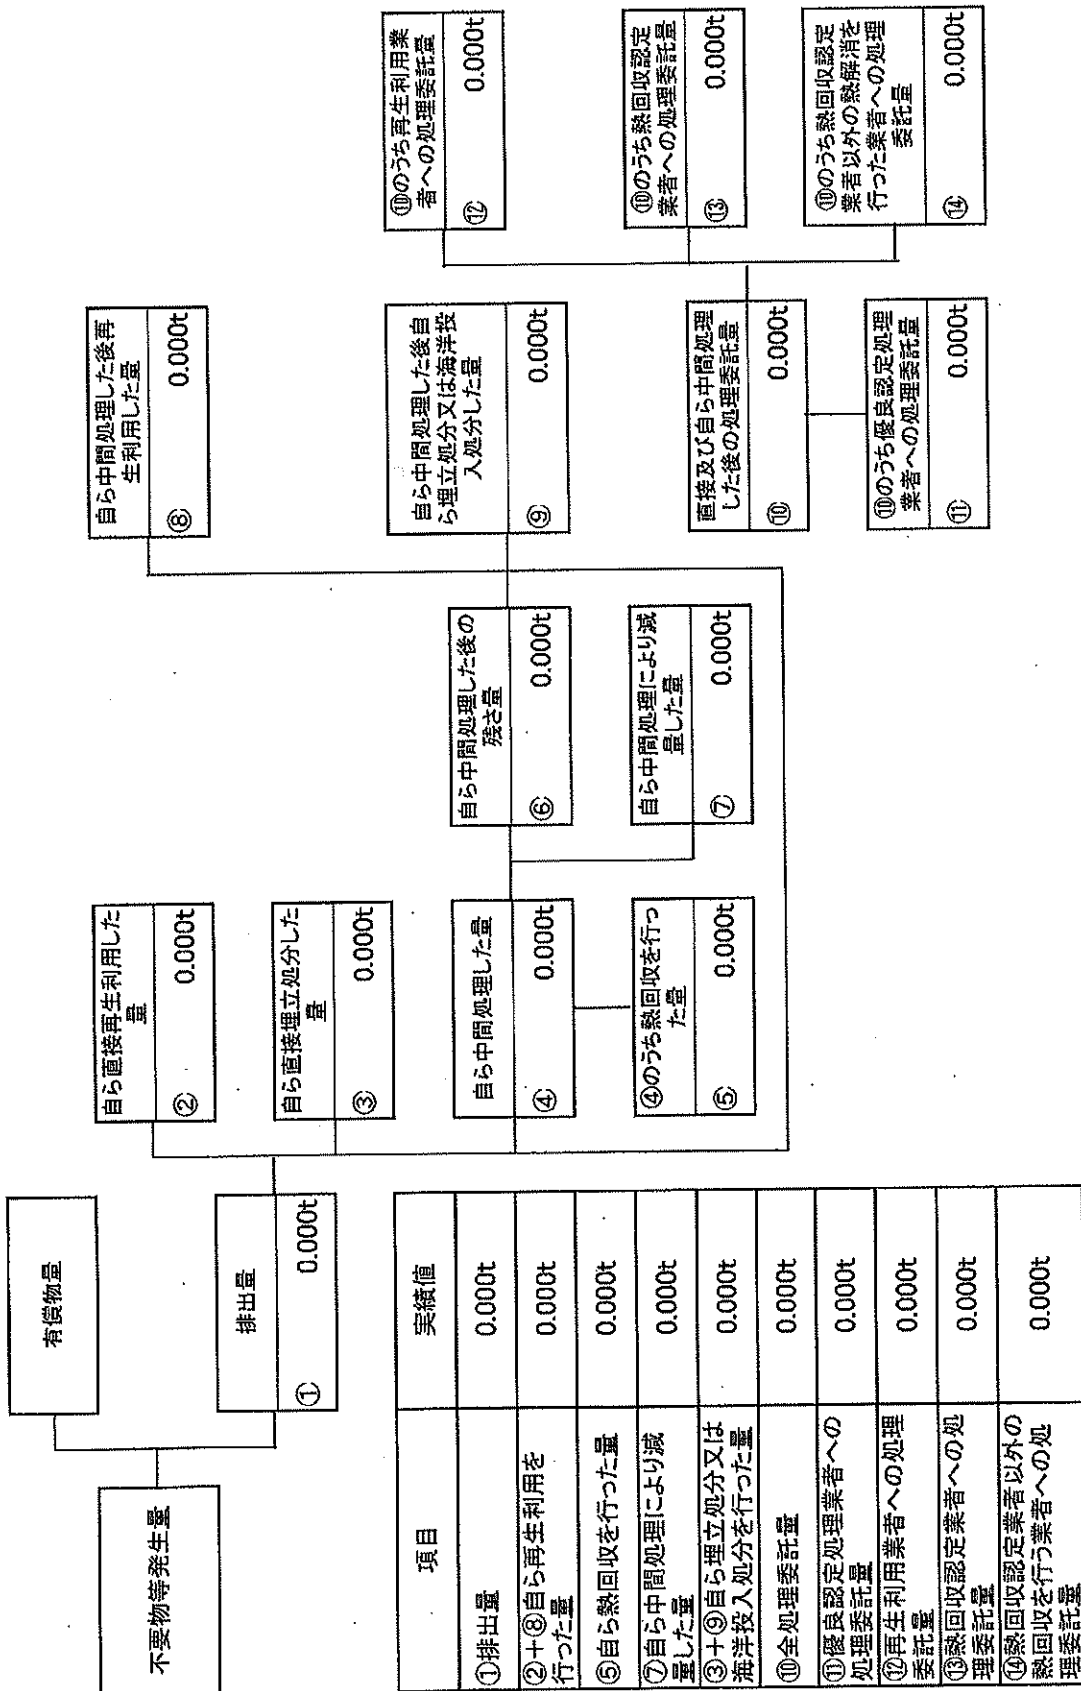 不要物等発生量
有償物量
排出量
① 0.000t
自ら直接再生利用した
量
② 0.000t
自ら直接埋立処分した
量
③ 0.000t
自ら中間処理した量
④ 0.000t
④のうち熱回収を行っ
た量
⑤ 0.000t
自ら中間処理した後の
残さ量
⑥ 0.000t
自ら中間処理により減
量した量
⑦ 0.000t
自ら中間処理した後再
生利用した量
⑧ 0.000t
自ら中間処理した後自
ら埋立処分又は海洋投
入処分した量
⑨ 0.000t
直接及び自ら中間処理
した後の処理委託量
⑩ 0.000t
⑩のうち優良認定処理
業者への処理委託量
⑪ 0.000t
⑩のうち再生利用業
者への処理委託量
⑫ 0.000t
⑩のうち熱回収認定
業者への処理委託量
⑬ 0.000t
⑩のうち熱回収認定
業者以外の熱解消を
行った業者への処理
委託量
⑭ 0.000t
項目 実績値
①排出量 0.000t
②+⑧自ら再生利用を
行った量 0.000t
⑤自ら熱回収を行った量 0.000t
⑦自ら中間処理により減
量した量 0.000t
③+⑨自ら埋立処分又は
海洋投入処分を行った量 0.000t
⑩全処理委託量 0.000t
⑪優良認定処理業者への
処理委託量 0.000t
⑫再生利用業者への処理
委託量 0.000t
⑬熱回収認定業者への処
理委託量 0.000t
⑭熱回収認定業者以外の
熱回収を行う業者への処
理委託量 0.000t